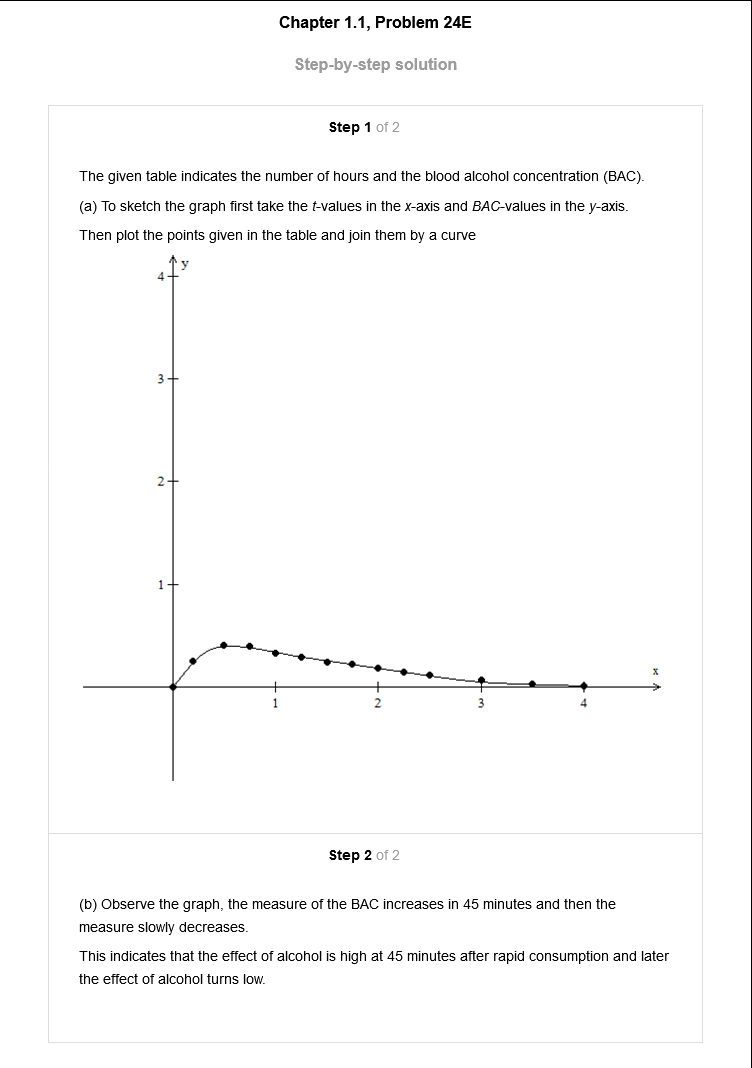 Chapter 1.1, Problem 24E
Step-by-step solution
Step 1 of 2
The given table indicates the number of hours and the blood alcohol concentration (BAC).
(a) To sketch the graph first take the t-values in the x-axis and BAC-values in the y-axis.
Then plot the points given in the table and join them by a curve
y
4
3
2
1
x
1 2 3 4
Step 2 of 2
(b) Observe the graph, the measure of the BAC increases in 45 minutes and then the
measure slowly decreases.
This indicates that the effect of alcohol is high at 45 minutes after rapid consumption and later
the effect of alcohol turns low.